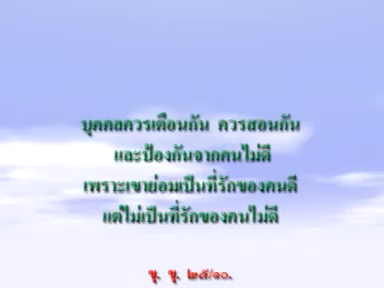 บุคคลควรเตือนกัน ควรสอนกัน
และป้องกันจากคนไม่ดี
เพราะเขาย่อมเป็นที่รักของคนดี
แต่ไม่เป็นที่รักของคนไม่ดี
ขุ. ขุ. ๒๕/๑๐.